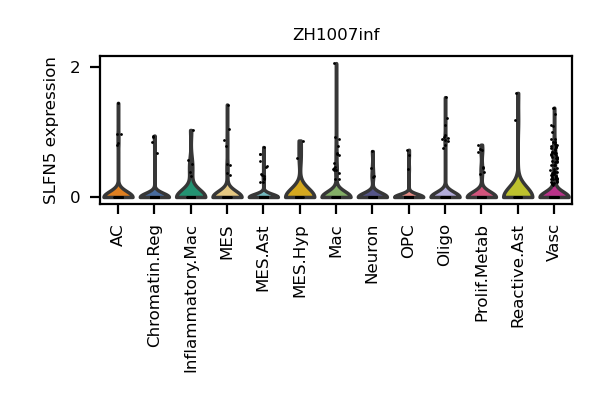 ZH1007inf
SLFN5 expression
2
0
AC
Chromatin.Reg
Inflammatory.Mac
MES
MES.Ast
MES.Hyp
Mac
Neuron
OPC
Oligo
Prolif.Metab
Reactive.Ast
Vasc